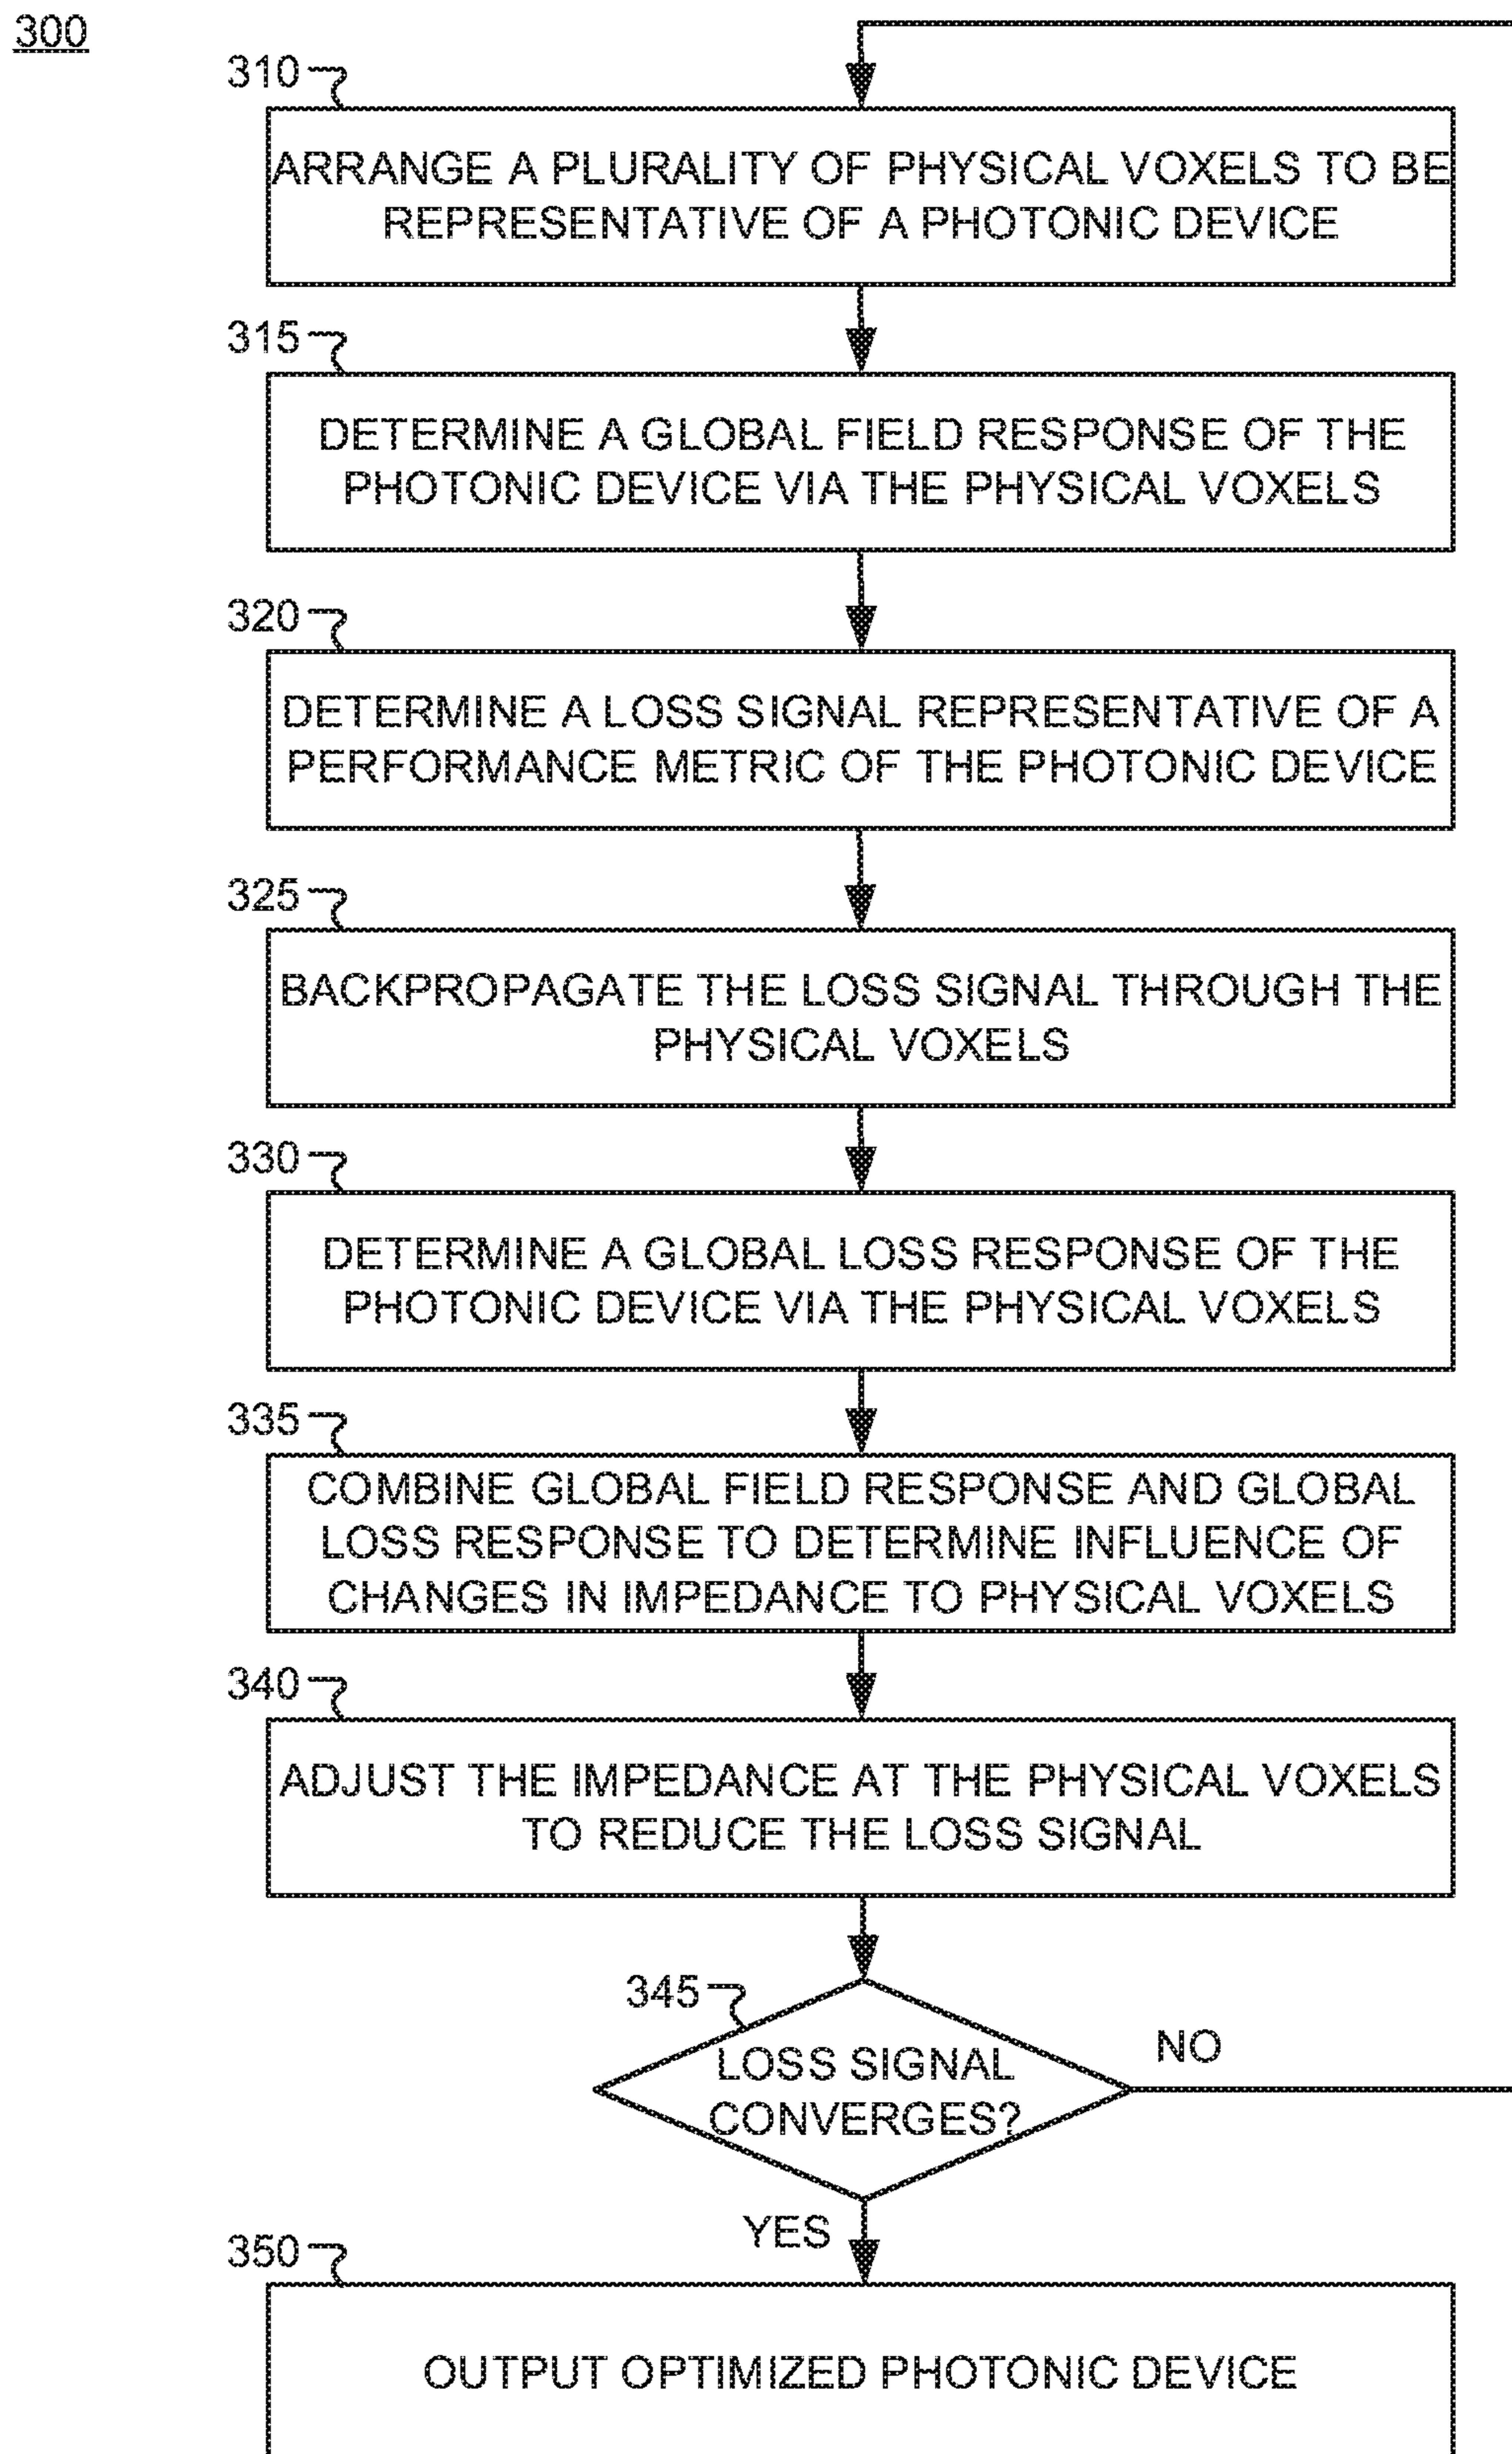 300
310
ARRANGE A PLURALITY OF PHYSICAL VOXELS TO BE
REPRESENTATIVE OF A PHOTONIC DEVICE
315
DETERMINE A GLOBAL FIELD RESPONSE OF THE
PHOTONIC DEVICE VIA THE PHYSICAL VOXELS
320
DETERMINE A LOSS SIGNAL REPRESENTATIVE OF A
PERFORMANCE METRIC OF THE PHOTONIC DEVICE
325
BACKPROPAGATE THE LOSS SIGNAL THROUGH THE
PHYSICAL VOXELS
330
DETERMINE A GLOBAL LOSS RESPONSE OF THE
PHOTONIC DEVICE VIA THE PHYSICAL VOXELS
335
COMBINE GLOBAL FIELD RESPONSE AND GLOBAL
LOSS RESPONSE TO DETERMINE INFLUENCE OF
CHANGES IN IMPEDANCE TO PHYSICAL VOXELS
340
ADJUST THE IMPEDANCE AT THE PHYSICAL VOXELS
TO REDUCE THE LOSS SIGNAL
345
LOSS SIGNAL
CONVERGES?
NO
YES
350
OUTPUT OPTIMIZED PHOTONIC DEVICE